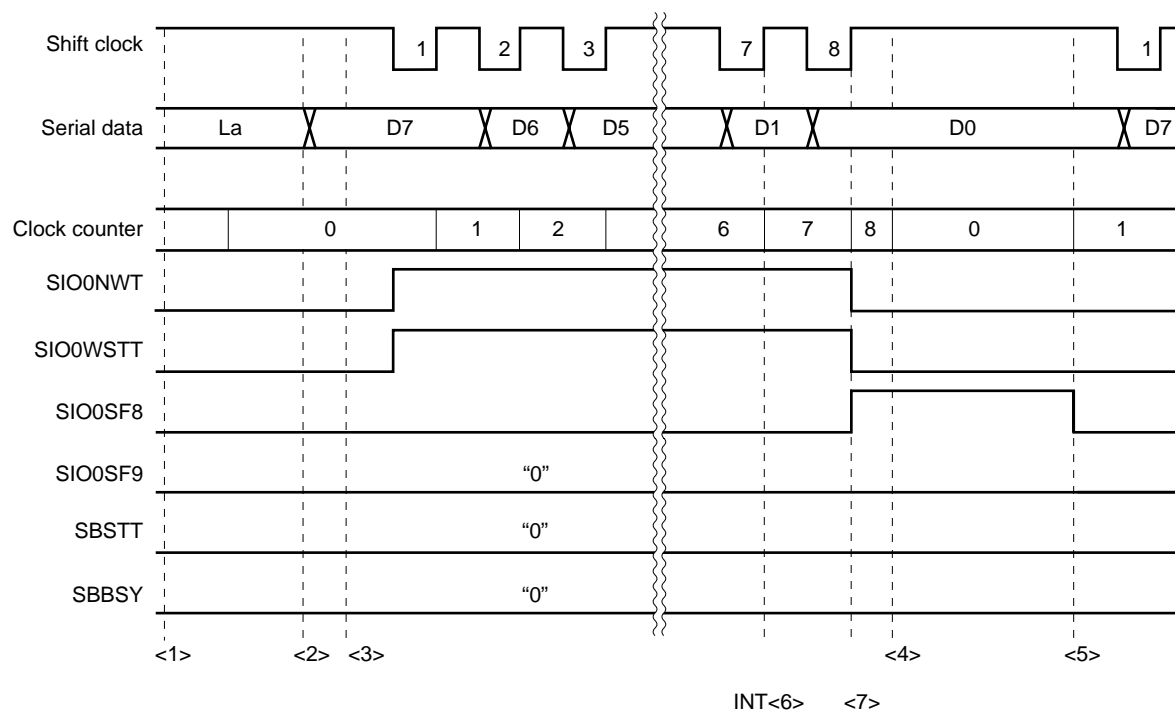 Shift clock 1 2 3 7 8 1
Serial data La D7 D6 D5 D1 D0 D7
Clock counter 0 1 2 6 7 8 0 1
SIO0NWT
SIO0WSTT
SIO0SF8
SIO0SF9 “0”
SBSTT “0”
SBBSY “0”
<1> <2> <3> <4> <5>
INT<6> <7>